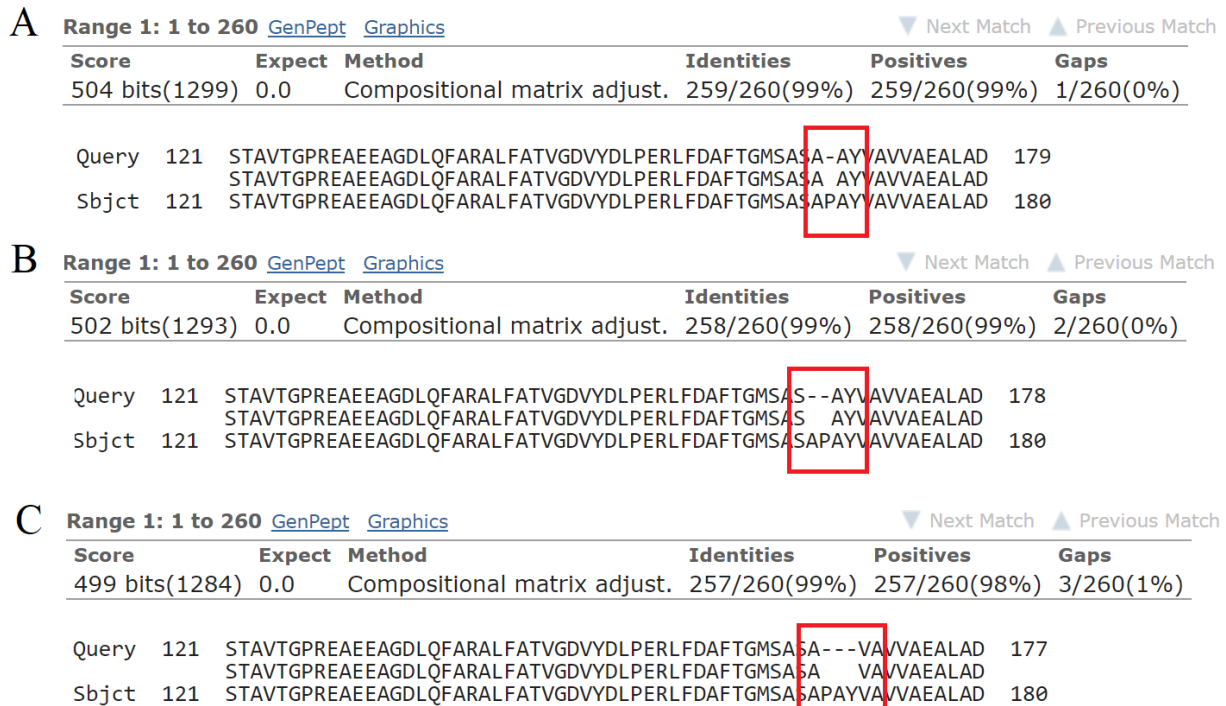 A Range 1: 1 to 260 GenPept Graphics ▼ Next Match ▲ Previous Match
Score Expect Method Identities Positives Gaps
504 bits(1299) 0.0 Compositional matrix adjust. 259/260(99%) 259/260(99%) 1/260(0%)
Query 121 STAVTGPREAEEAGDLQFARALFATVGDVYDLPERLFDAFTGMSASA-AYVAVVAEALAD 179
STAVTGPREAEEAGDLQFARALFATVGDVYDLPERLFDAFTGMSASA AYVAVVAEALAD
Sbjct 121 STAVTGPREAEEAGDLQFARALFATVGDVYDLPERLFDAFTGMSASAPAYVAVVAEALAD 180
B Range 1: 1 to 260 GenPept Graphics ▼ Next Match ▲ Previous Match
Score Expect Method Identities Positives Gaps
502 bits(1293) 0.0 Compositional matrix adjust. 258/260(99%) 258/260(99%) 2/260(0%)
Query 121 STAVTGPREAEEAGDLQFARALFATVGDVYDLPERLFDAFTGMSAS--AYVAVVAEALAD 178
STAVTGPREAEEAGDLQFARALFATVGDVYDLPERLFDAFTGMSAS  AYVAVVAEALAD
Sbjct 121 STAVTGPREAEEAGDLQFARALFATVGDVYDLPERLFDAFTGMSASAPAYVAVVAEALAD 180
C Range 1: 1 to 260 GenPept Graphics ▼ Next Match ▲ Previous Match
Score Expect Method Identities Positives Gaps
499 bits(1284) 0.0 Compositional matrix adjust. 257/260(99%) 257/260(98%) 3/260(1%)
Query 121 STAVTGPREAEEAGDLQFARALFATVGDVYDLPERLFDAFTGMSASA---VAVVAEALAD 177
STAVTGPREAEEAGDLQFARALFATVGDVYDLPERLFDAFTGMSASA   VAVVAEALAD
Sbjct 121 STAVTGPREAEEAGDLQFARALFATVGDVYDLPERLFDAFTGMSASAPAYVAVVAEALAD 180